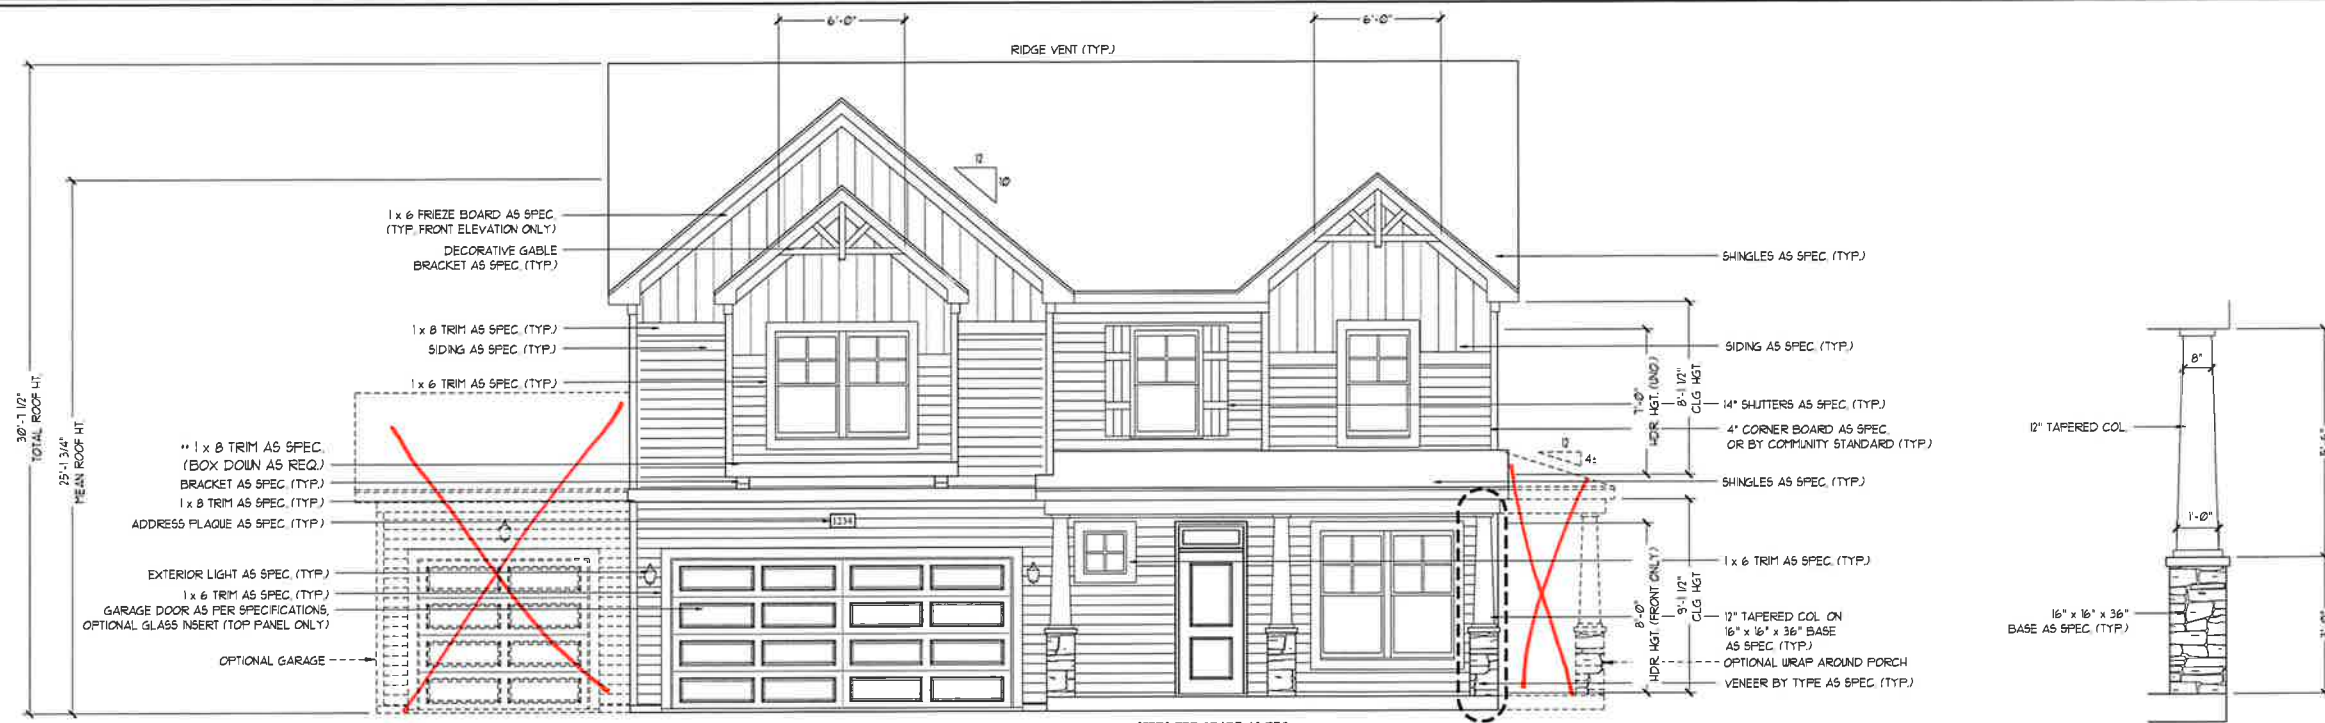 6'-0"
6'-0"
RIDGE VENT (TYP.)
12
10
1 x 6 FRIEZE BOARD AS SPEC.
(TYP. FRONT ELEVATION ONLY)
DECORATIVE GABLE
BRACKET AS SPEC. (TYP.)
1 x 8 TRIM AS SPEC. (TYP.)
SIDING AS SPEC. (TYP.)
1 x 6 TRIM AS SPEC. (TYP.)
30'-1 1/2"
TOTAL ROOF HT.
25'-1 3/4"
MEAN ROOF HT.
** 1 x 8 TRIM AS SPEC.
(BOX DOWN AS REQ.)
BRACKET AS SPEC. (TYP.)
1 x 8 TRIM AS SPEC. (TYP.)
ADDRESS PLAQUE AS SPEC. (TYP.)
1234
EXTERIOR LIGHT AS SPEC. (TYP.)
1 x 6 TRIM AS SPEC. (TYP.)
GARAGE DOOR AS PER SPECIFICATIONS,
OPTIONAL GLASS INSERT (TOP PANEL ONLY)
OPTIONAL GARAGE
SHINGLES AS SPEC. (TYP.)
SIDING AS SPEC. (TYP.)
7'-0"
HDR. HGT. (UNO.)
8'-1 1/2"
CLG HGT
14" SHUTTERS AS SPEC. (TYP.)
4" CORNER BOARD AS SPEC.
OR BY COMMUNITY STANDARD (TYP.)
12
4±
SHINGLES AS SPEC. (TYP.)
8'-0"
HDR. HGT. (FRONT ONLY)
9'-1 1/2"
CLG HGT
1 x 6 TRIM AS SPEC. (TYP.)
12" TAPERED COL ON
16" x 16" x 36" BASE
AS SPEC. (TYP.)
OPTIONAL WRAP AROUND PORCH
VENEER BY TYPE AS SPEC. (TYP.)
8"
12" TAPERED COL.
1'-0"
16" x 16" x 36"
BASE AS SPEC. (TYP.)